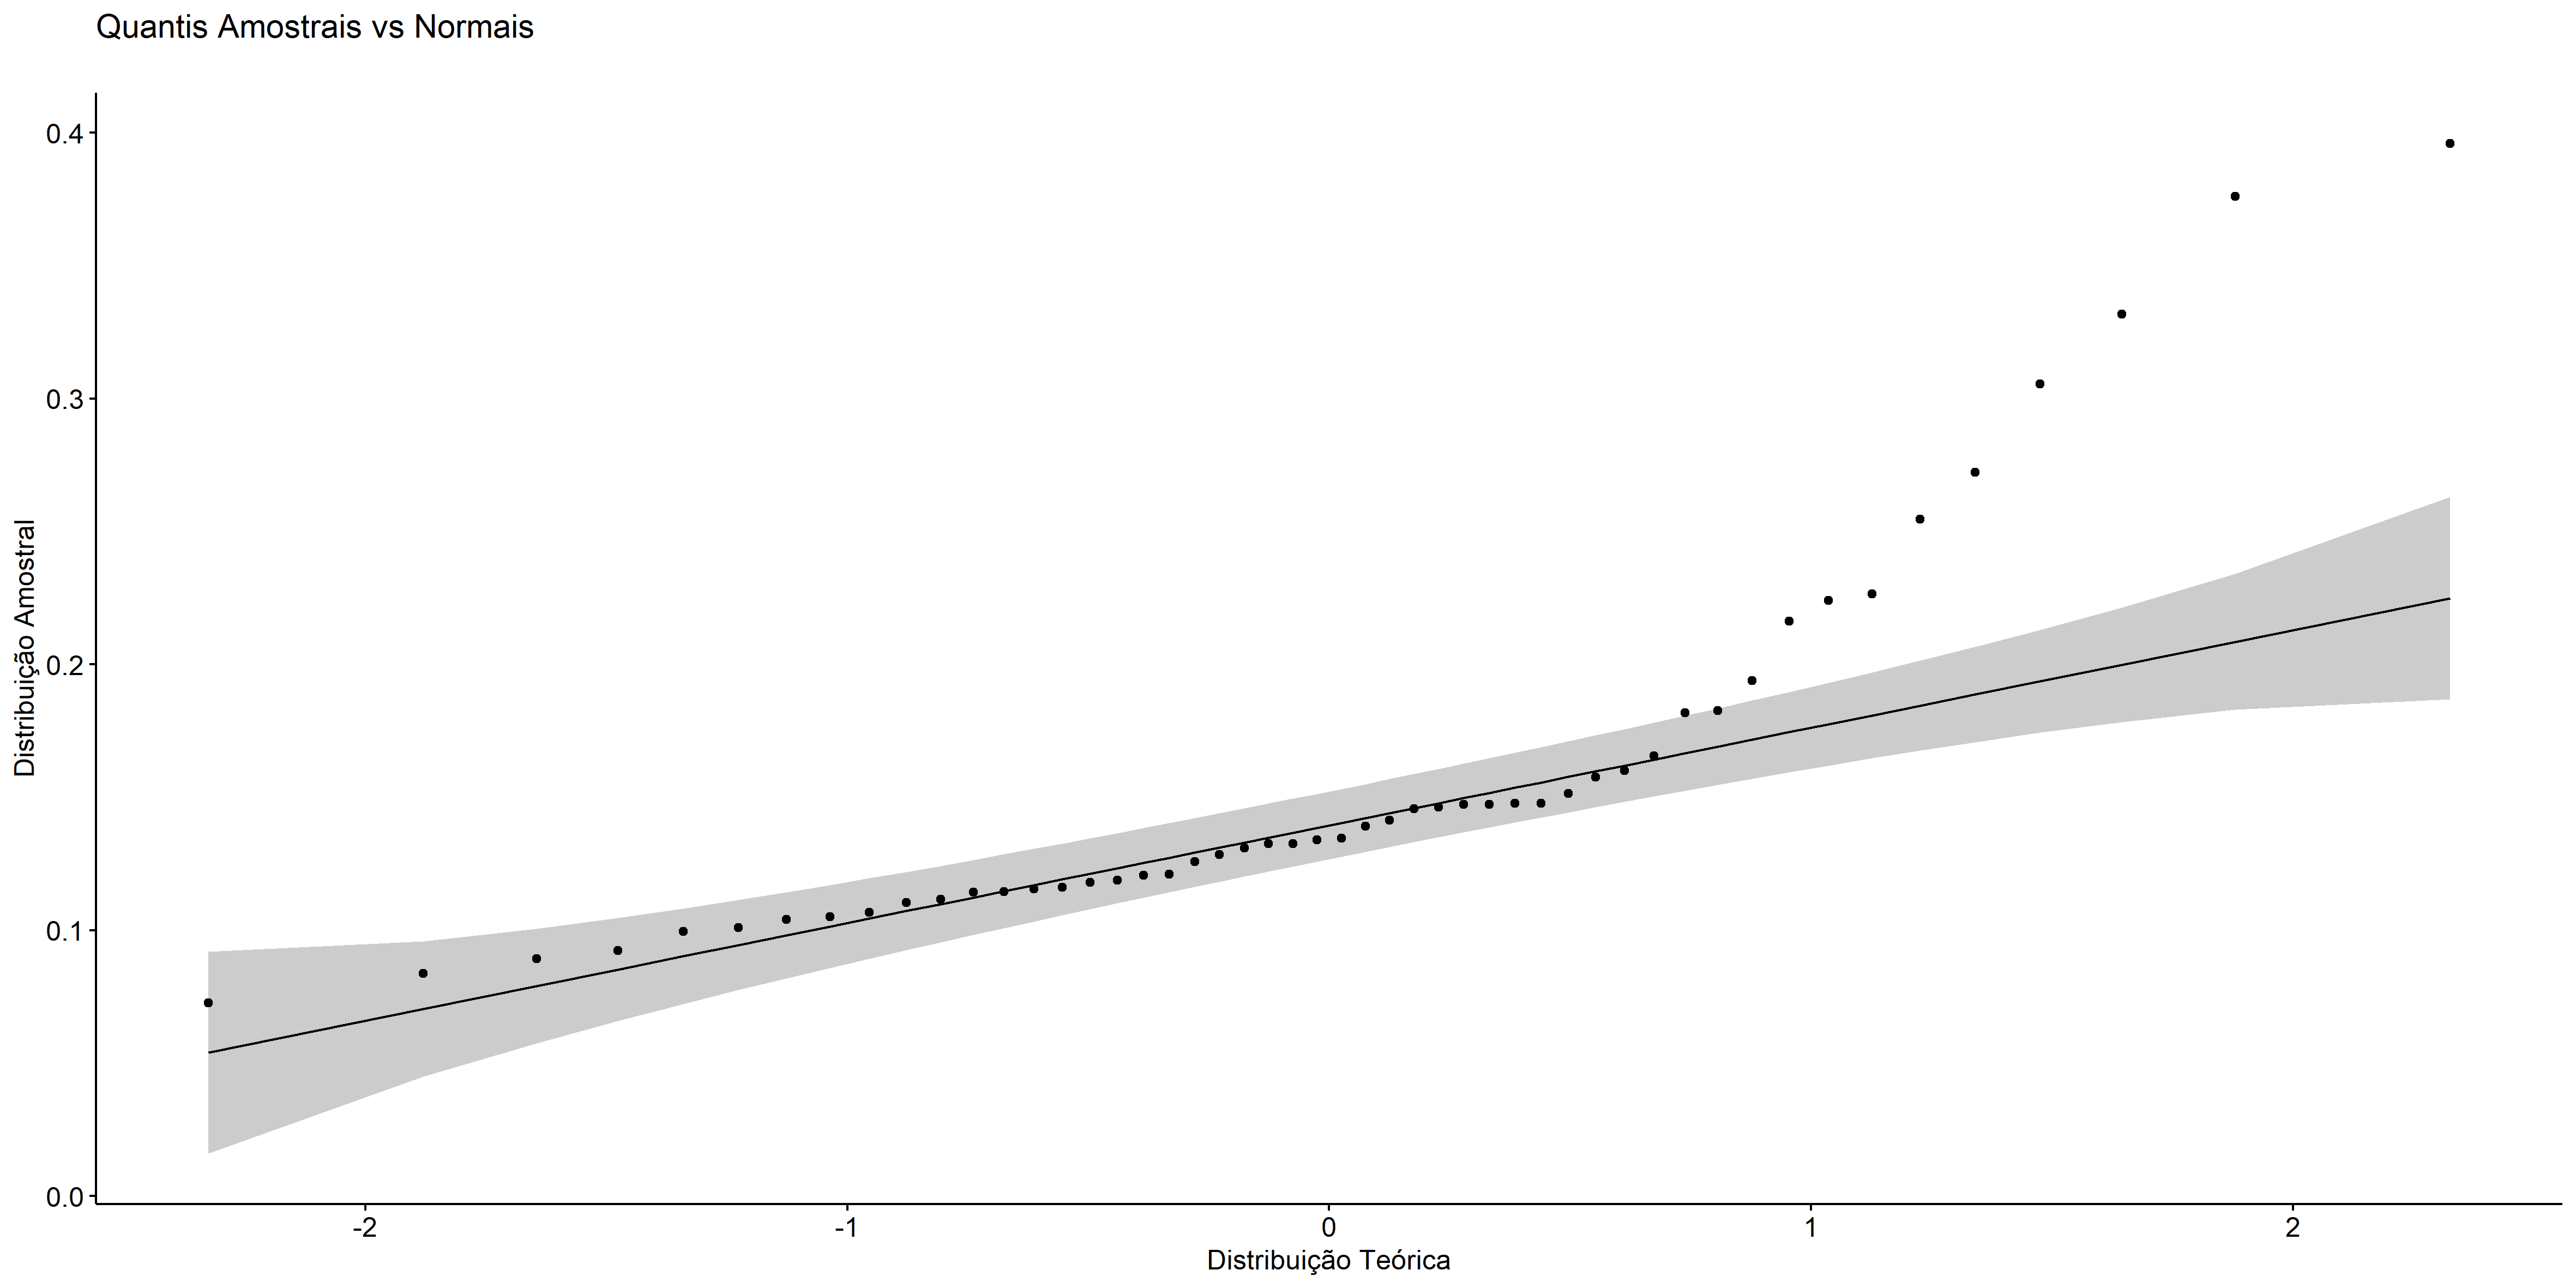 Quantis Amostrais vs Normais
Distribuição Amostral
0.4
0.3
0.2
0.1
0.0
-2 -1 0 1 2
Distribuição Teórica